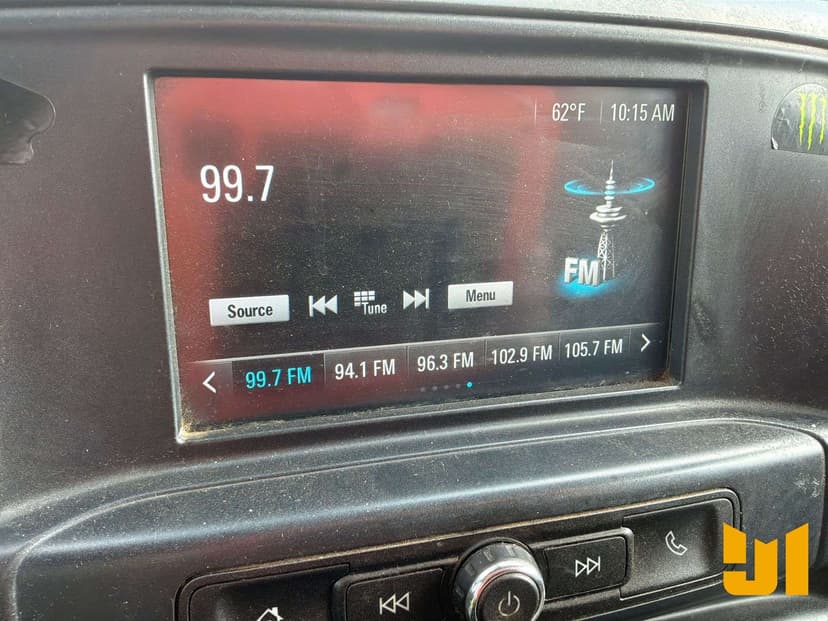 62°F 10:15 AM
99.7
FM
Source Tune Menu
99.7 FM 94.1 FM 96.3 FM 102.9 FM 105.7 FM